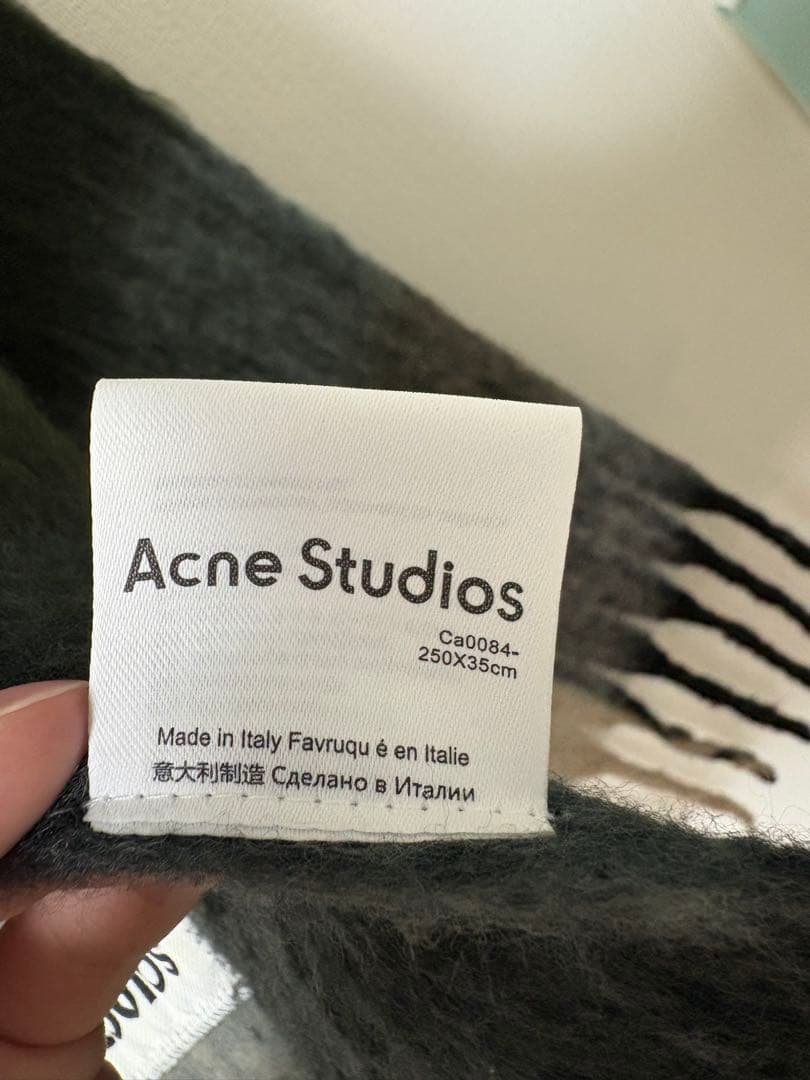 Acne Studios
Ca0084-
250X35cm
Made in Italy Favruqu é en Italie
意大利制造 Сделано в Италии